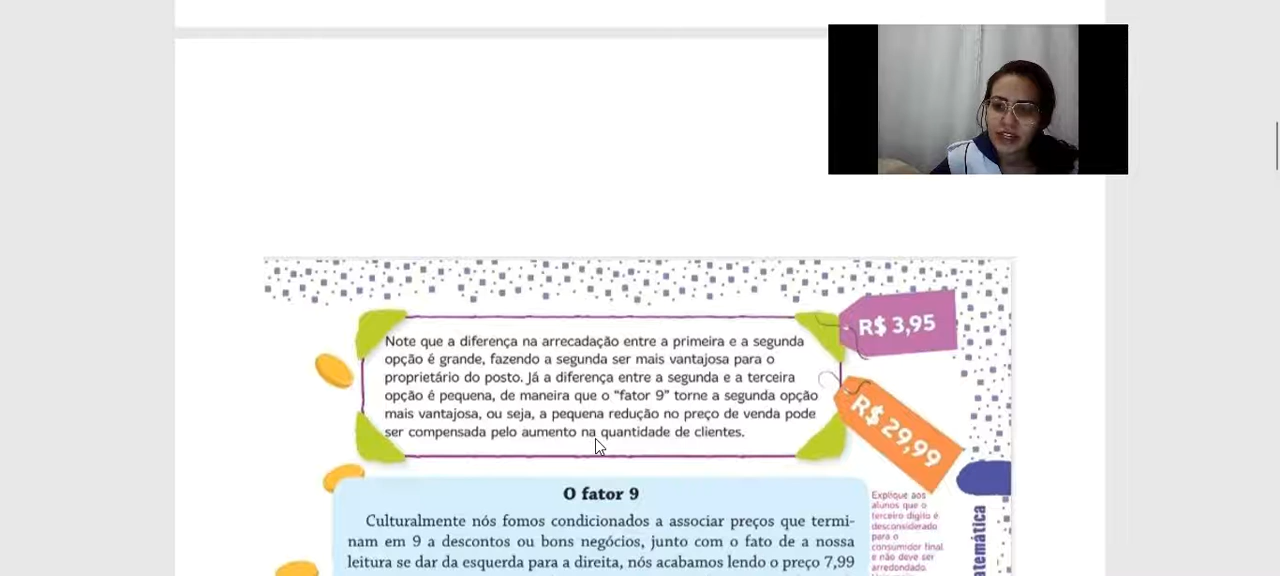 R$ 3,95
Note que a diferença na arrecadação entre a primeira e a segunda
opção é grande, fazendo a segunda ser mais vantajosa para o
proprietário do posto. Já a diferença entre a segunda e a terceira
opção é pequena, de maneira que o “fator 9” torne a segunda opção
mais vantajosa, ou seja, a pequena redução no preço de venda pode
ser compensada pelo aumento na quantidade de clientes.
R$ 29,99
O fator 9
Culturalmente nós fomos condicionados a associar preços que termi-
nam em 9 a descontos ou bons negócios, junto com o fato de a nossa
leitura se dar da esquerda para a direita, nós acabamos lendo o preço 7,99
Explique aos
alunos que o
terceiro dígito é
desconsiderado
para o
consumidor final
e não deve ser
arredondado.
atemática